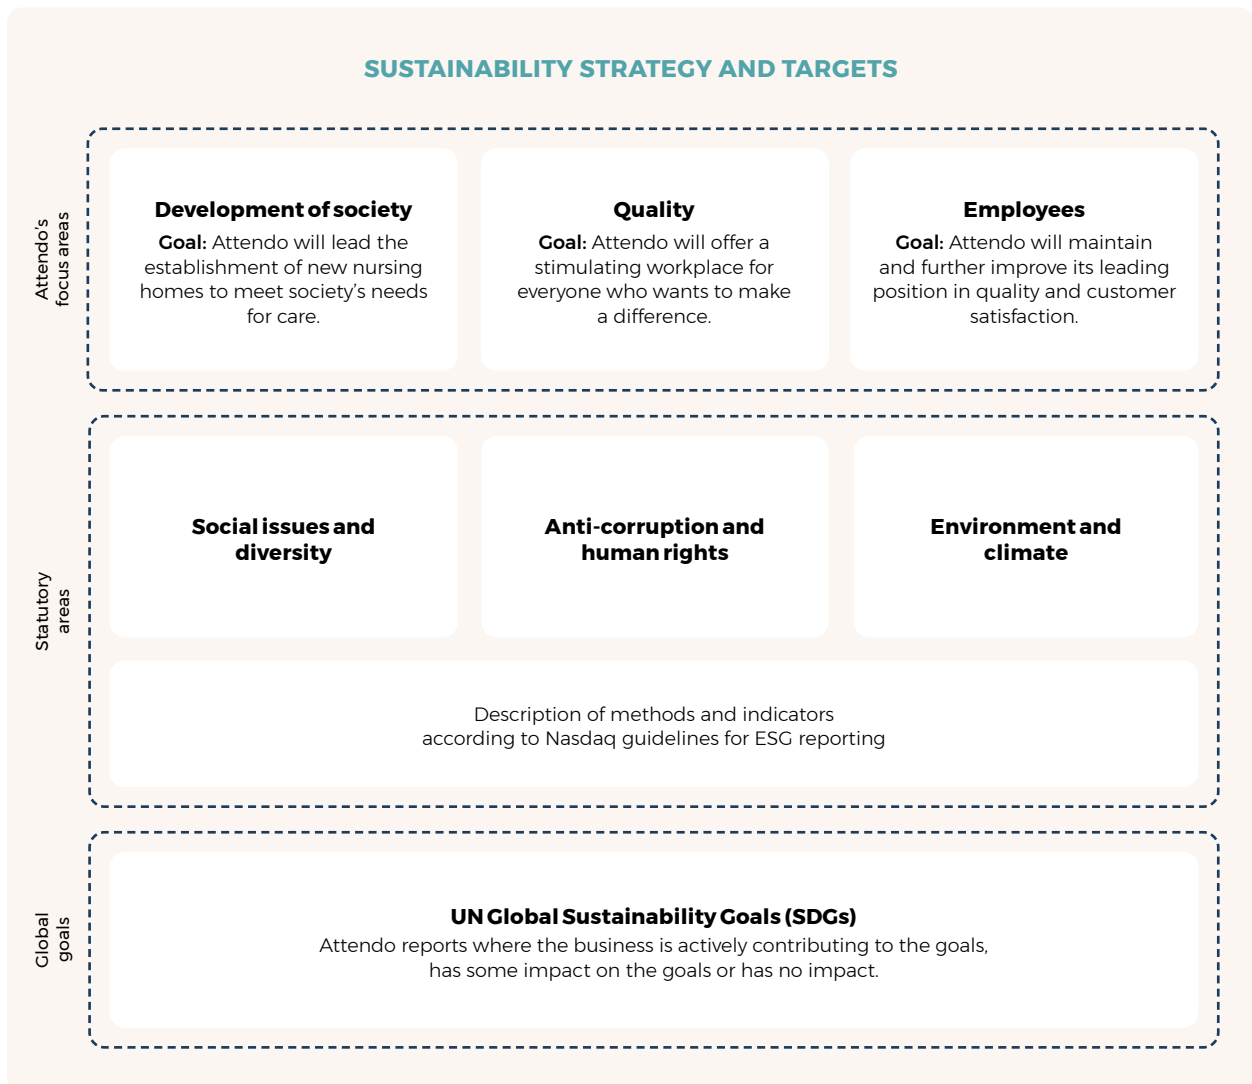 SUSTAINABILITY STRATEGY AND TARGETS
Attendo's
focus areas
Development of society
Goal: Attendo will lead the
establishment of new nursing
homes to meet society’s needs
for care.
Quality
Goal: Attendo will offer a
stimulating workplace for
everyone who wants to make
a difference.
Employees
Goal: Attendo will maintain
and further improve its leading
position in quality and customer
satisfaction.
Statutory
areas
Social issues and
diversity
Anti-corruption and
human rights
Environment and
climate
Description of methods and indicators
according to Nasdaq guidelines for ESG reporting
Global
goals
UN Global Sustainability Goals (SDGs)
Attendo reports where the business is actively contributing to the goals,
has some impact on the goals or has no impact.